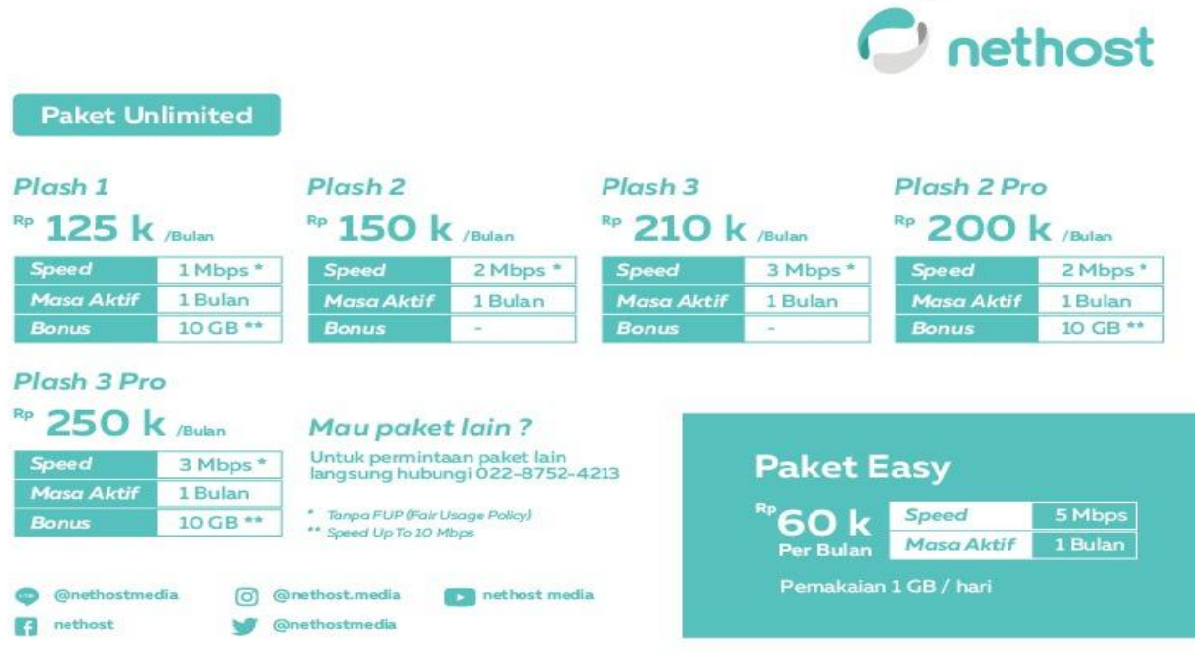 nethost
Paket Unlimited
Plash 1
Rp 125 k /Bulan
Speed 1 Mbps *
Masa Aktif 1 Bulan
Bonus 10 GB **
Plash 2
Rp 150 k /Bulan
Speed 2 Mbps *
Masa Aktif 1 Bulan
Bonus -
Plash 3
Rp 210 k /Bulan
Speed 3 Mbps *
Masa Aktif 1 Bulan
Bonus -
Plash 2 Pro
Rp 200 k /Bulan
Speed 2 Mbps *
Masa Aktif 1 Bulan
Bonus 10 GB **
Plash 3 Pro
Rp 250 k /Bulan
Speed 3 Mbps *
Masa Aktif 1 Bulan
Bonus 10 GB **
Mau paket lain ?
Untuk permintaan paket lain
langsung hubungi 022-8752-4213
* Tanpa FUP (Fair Usage Policy)
** Speed Up To 10 Mbps
Paket Easy
Rp 60 k
Per Bulan
Speed 5 Mbps
Masa Aktif 1 Bulan
Pemakaian 1 GB / hari
LINE @nethostmedia
@nethost.media
nethost media
nethost
@nethostmedia